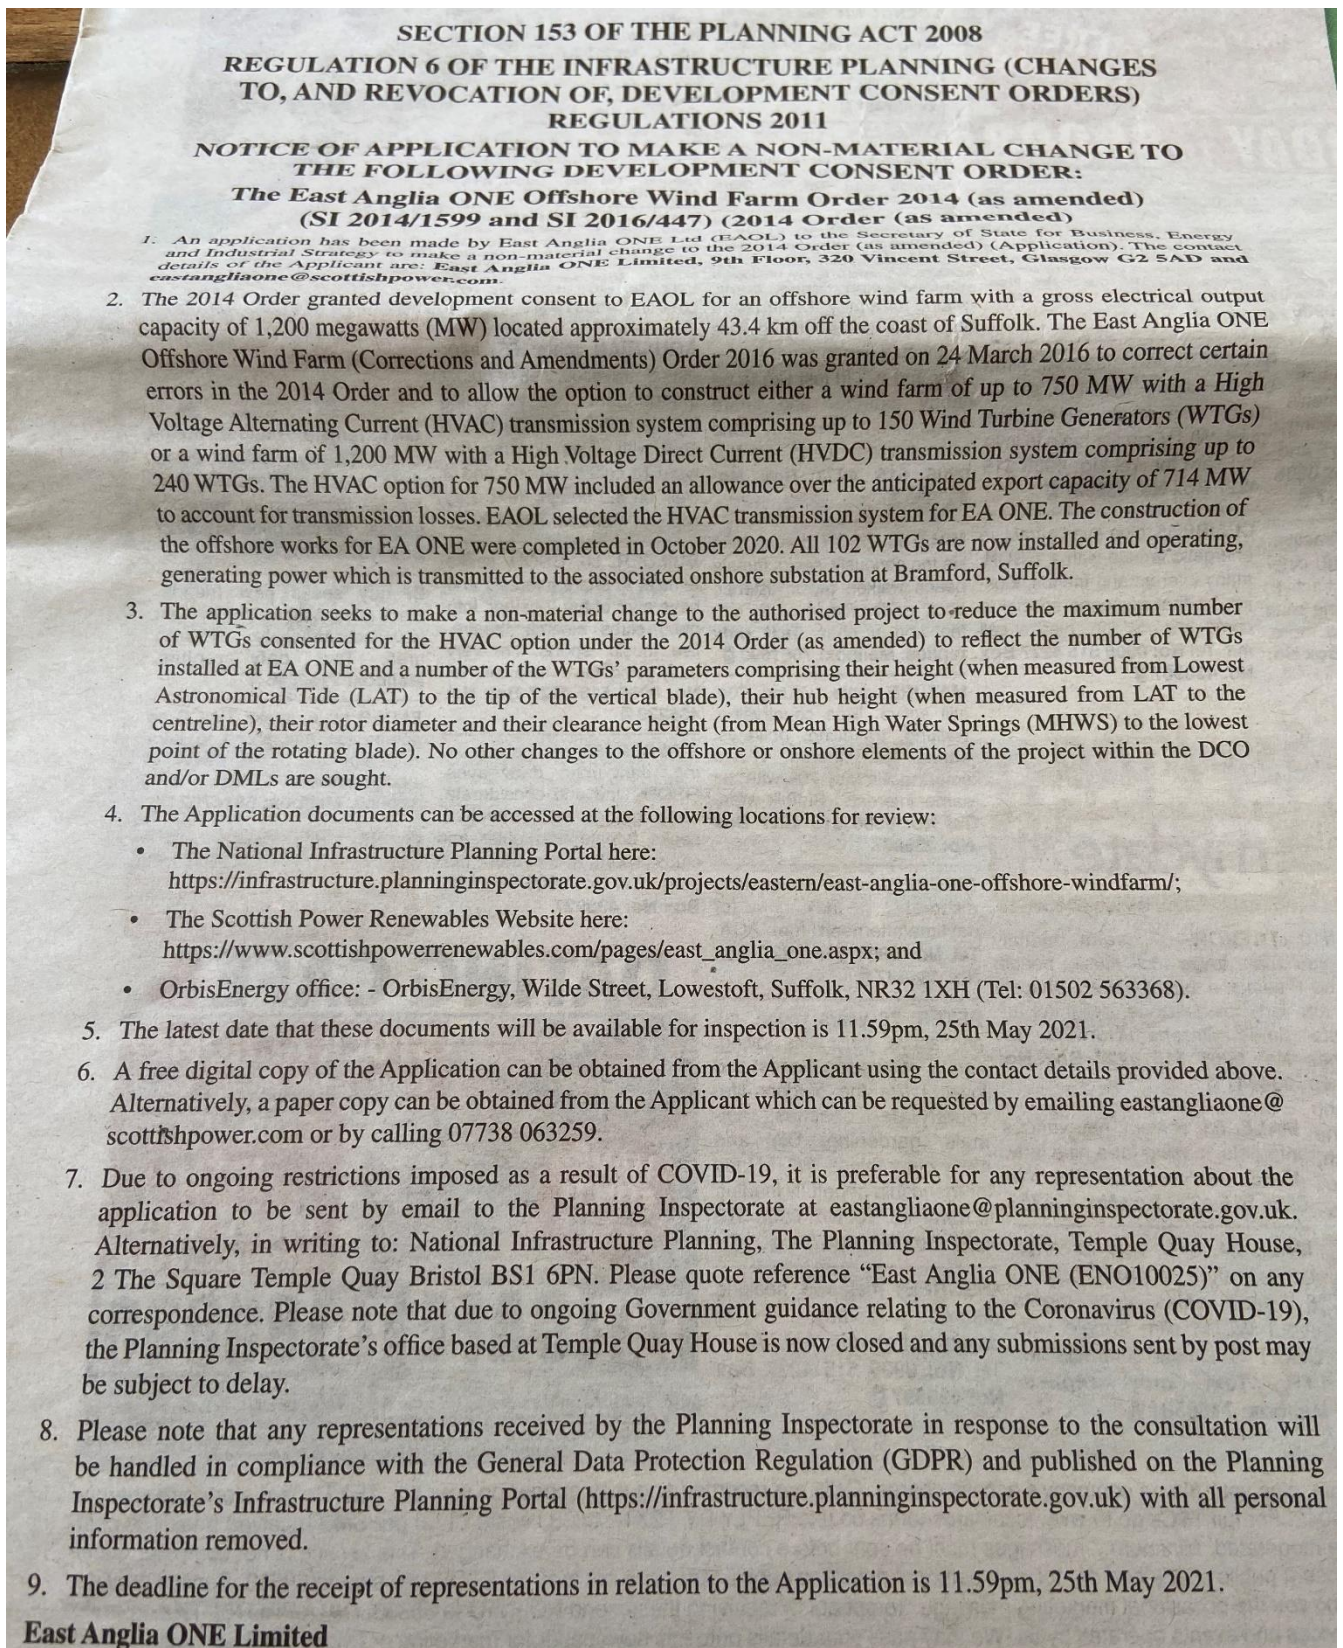 SECTION 153 OF THE PLANNING ACT 2008
REGULATION 6 OF THE INFRASTRUCTURE PLANNING (CHANGES
TO, AND REVOCATION OF, DEVELOPMENT CONSENT ORDERS)
REGULATIONS 2011
NOTICE OF APPLICATION TO MAKE A NON-MATERIAL CHANGE TO
THE FOLLOWING DEVELOPMENT CONSENT ORDER:
The East Anglia ONE Offshore Wind Farm Order 2014 (as amended)
(SI 2014/1599 and SI 2016/447) (2014 Order (as amended)
1. An application has been made by East Anglia ONE Ltd (EAOL) to the Secretary of State for Business, Energy
and Industrial Strategy to make a non-material change to the 2014 Order (as amended) (Application). The contact
details of the Applicant are: East Anglia ONE Limited, 9th Floor, 320 Vincent Street, Glasgow G2 5AD and
eastangliaone@scottishpower.com.
2. The 2014 Order granted development consent to EAOL for an offshore wind farm with a gross electrical output
capacity of 1,200 megawatts (MW) located approximately 43.4 km off the coast of Suffolk. The East Anglia ONE
Offshore Wind Farm (Corrections and Amendments) Order 2016 was granted on 24 March 2016 to correct certain
errors in the 2014 Order and to allow the option to construct either a wind farm of up to 750 MW with a High
Voltage Alternating Current (HVAC) transmission system comprising up to 150 Wind Turbine Generators (WTGs)
or a wind farm of 1,200 MW with a High Voltage Direct Current (HVDC) transmission system comprising up to
240 WTGs. The HVAC option for 750 MW included an allowance over the anticipated export capacity of 714 MW
to account for transmission losses. EAOL selected the HVAC transmission system for EA ONE. The construction of
the offshore works for EA ONE were completed in October 2020. All 102 WTGs are now installed and operating,
generating power which is transmitted to the associated onshore substation at Bramford, Suffolk.
3. The application seeks to make a non-material change to the authorised project to reduce the maximum number
of WTGs consented for the HVAC option under the 2014 Order (as amended) to reflect the number of WTGs
installed at EA ONE and a number of the WTGs' parameters comprising their height (when measured from Lowest
Astronomical Tide (LAT) to the tip of the vertical blade), their hub height (when measured from LAT to the
centreline), their rotor diameter and their clearance height (from Mean High Water Springs (MHWS) to the lowest
point of the rotating blade). No other changes to the offshore or onshore elements of the project within the DCO
and/or DMLs are sought.
4. The Application documents can be accessed at the following locations for review:
• The National Infrastructure Planning Portal here:
https://infrastructure.planninginspectorate.gov.uk/projects/eastern/east-anglia-one-offshore-windfarm/;
• The Scottish Power Renewables Website here:
https://www.scottishpowerrenewables.com/pages/east_anglia_one.aspx; and
• OrbisEnergy office: - OrbisEnergy, Wilde Street, Lowestoft, Suffolk, NR32 1XH (Tel: 01502 563368).
5. The latest date that these documents will be available for inspection is 11.59pm, 25th May 2021.
6. A free digital copy of the Application can be obtained from the Applicant using the contact details provided above.
Alternatively, a paper copy can be obtained from the Applicant which can be requested by emailing eastangliaone@
scottishpower.com or by calling 07738 063259.
7. Due to ongoing restrictions imposed as a result of COVID-19, it is preferable for any representation about the
application to be sent by email to the Planning Inspectorate at eastangliaone@planninginspectorate.gov.uk.
Alternatively, in writing to: National Infrastructure Planning, The Planning Inspectorate, Temple Quay House,
2 The Square Temple Quay Bristol BS1 6PN. Please quote reference “East Anglia ONE (ENO10025)” on any
correspondence. Please note that due to ongoing Government guidance relating to the Coronavirus (COVID-19),
the Planning Inspectorate's office based at Temple Quay House is now closed and any submissions sent by post may
be subject to delay.
8. Please note that any representations received by the Planning Inspectorate in response to the consultation will
be handled in compliance with the General Data Protection Regulation (GDPR) and published on the Planning
Inspectorate's Infrastructure Planning Portal (https://infrastructure.planninginspectorate.gov.uk) with all personal
information removed.
9. The deadline for the receipt of representations in relation to the Application is 11.59pm, 25th May 2021.
East Anglia ONE Limited